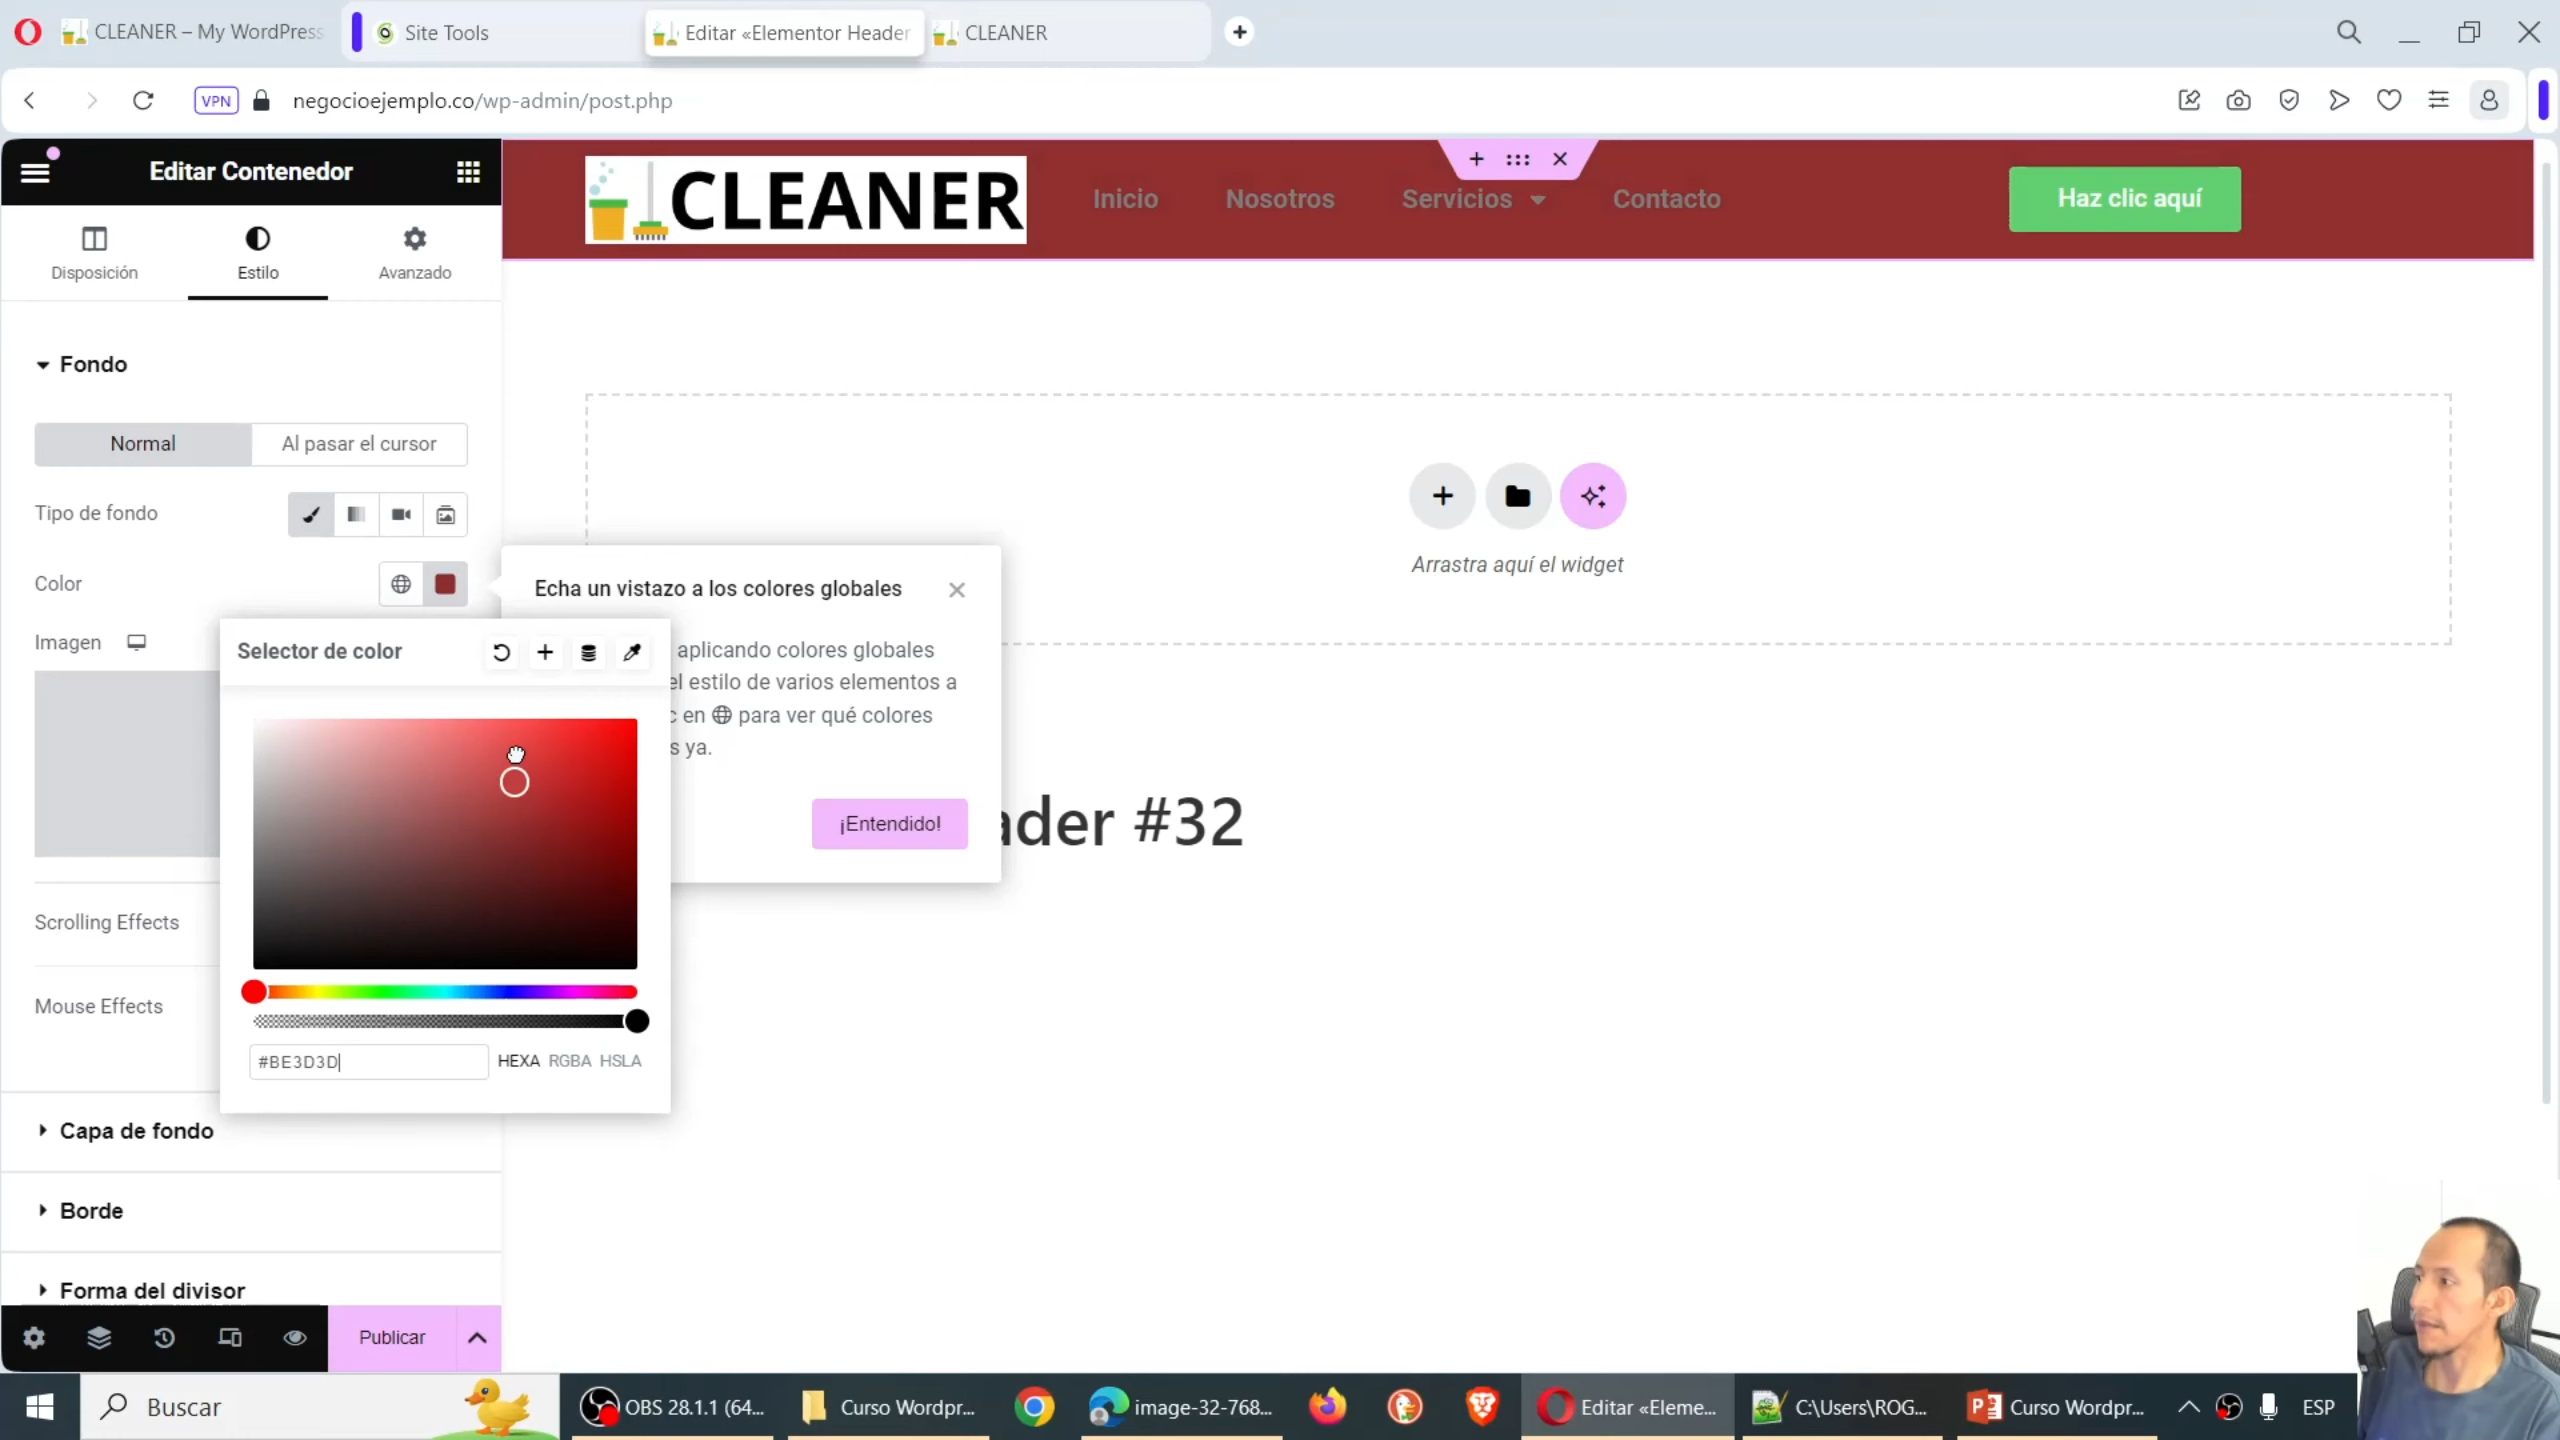 CLEANER – My WordPress
Site Tools
Editar «Elementor Header
CLEANER
VPN
negocioejemplo.co/wp-admin/post.php
Editar Contenedor
Disposición
Estilo
Avanzado
CLEANER
Inicio
Nosotros
Servicios
Contacto
Haz clic aquí
Fondo
Normal
Al pasar el cursor
Tipo de fondo
Color
Imagen
Echa un vistazo a los colores globales
aplicando colores globales
el estilo de varios elementos a
c en para ver qué colores
s ya.
¡Entendido!
Selector de color
#BE3D3D
HEXA RGBA HSLA
Arrastra aquí el widget
ader #32
Scrolling Effects
Mouse Effects
Capa de fondo
Borde
Forma del divisor
Publicar
Buscar
OBS 28.1.1 (64...
Curso Wordpr...
image-32-768...
Editar «Eleme...
C:\Users\ROG...
Curso Wordpr...
ESP